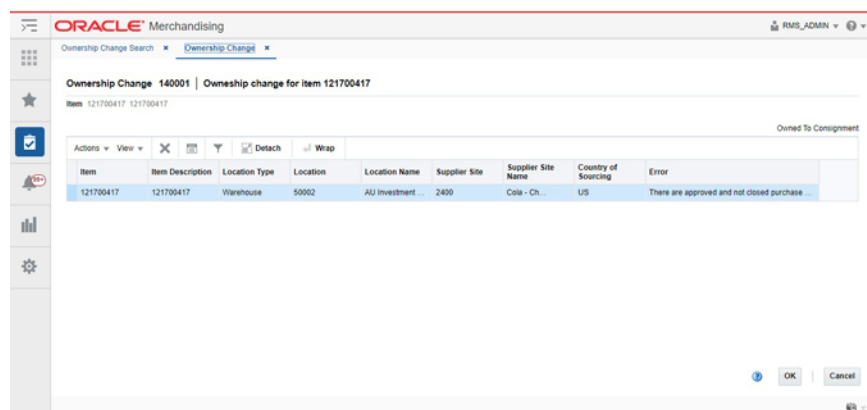 ORACLE® Merchandising
RMS_ADMIN
Ownership Change Search ×
Ownership Change ×
Ownership Change 140001 | Owneship change for item 121700417
Item 121700417 121700417
Owned To Consignment
Actions View Detach Wrap
Item Item Description Location Type Location Location Name Supplier Site Supplier Site Name Country of Sourcing Error
121700417 121700417 Warehouse 50002 AU Investment ... 2400 Cola - Ch... US There are approved and not closed purchase ...
OK Cancel